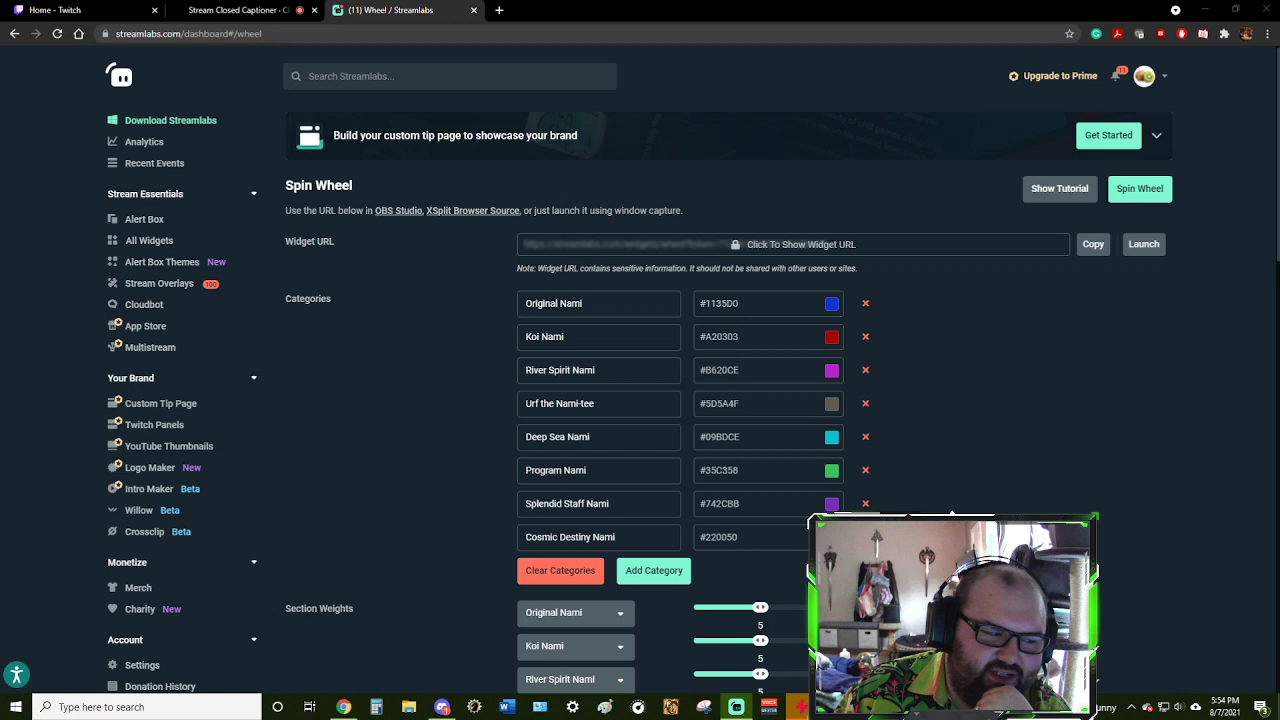 Home - Twitch
Stream Closed Captioner - C
(11) Wheel / Streamlabs
streamlabs.com/dashboard#/wheel
Search Streamlabs...
Upgrade to Prime
11
Download Streamlabs
Analytics
Recent Events
Stream Essentials
Alert Box
All Widgets
Alert Box Themes New
Stream Overlays 100
Cloudbot
App Store
Multistream
Your Brand
Custom Tip Page
Twitch Panels
YouTube Thumbnails
Logo Maker New
Intro Maker Beta
Willow Beta
Crossclip Beta
Monetize
Merch
Charity New
Account
Settings
Donation History
Build your custom tip page to showcase your brand
Get Started
Spin Wheel
Show Tutorial
Spin Wheel
Use the URL below in OBS Studio, XSplit Browser Source, or just launch it using window capture.
Widget URL
Click To Show Widget URL
Copy
Launch
Note: Widget URL contains sensitive information. It should not be shared with other users or sites.
Categories
Original Nami #1135D0
Koi Nami #A20303
River Spirit Nami #B620CE
Urf the Nami-tee #5D5A4F
Deep Sea Nami #09BDCE
Program Nami #35C358
Splendid Staff Nami #742CBB
Cosmic Destiny Nami #220050
Clear Categories
Add Category
Section Weights
Original Nami
5
Koi Nami
5
River Spirit Nami
5
Type here to search
nny
5:54 PM
8/7/2021